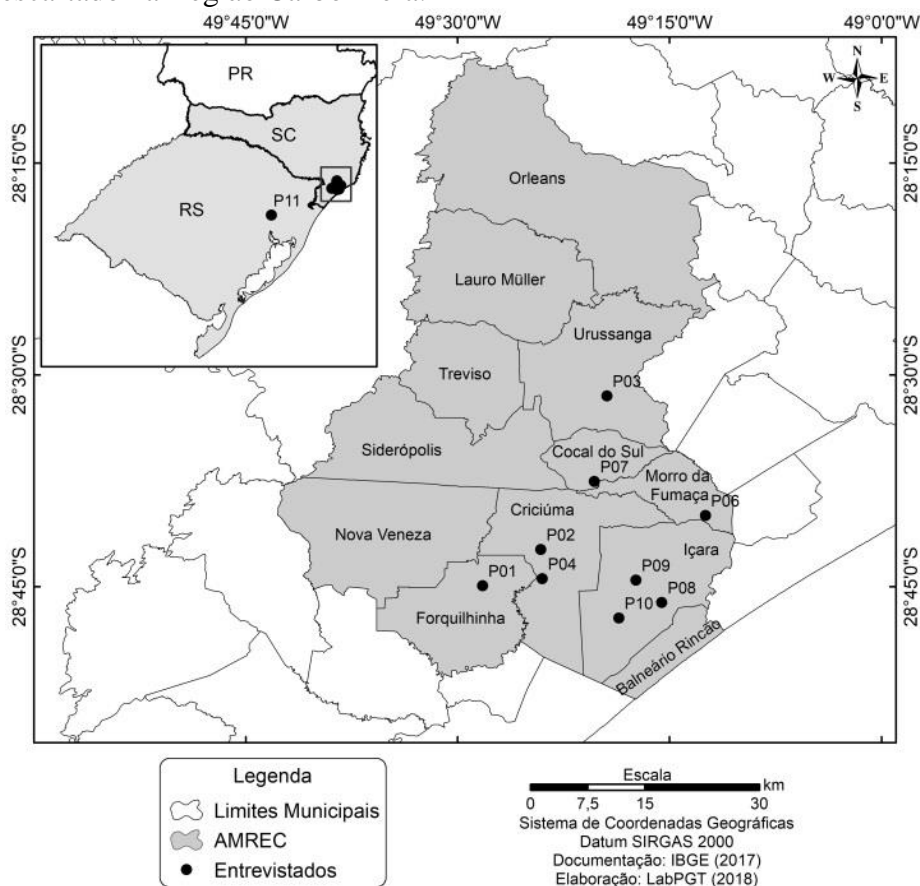 49°45'0"W 49°30'0"W 49°15'0"W 49°0'0"W
PR
SC
RS
P11
N
W E
S
28°15'0"S
28°15'0"S
Orleans
Lauro Müller
Urussanga
28°30'0"S
28°30'0"S
Treviso
P03
Siderópolis
Cocal do Sul
P07
Morro da
Fumaça
P06
Criciúma
Nova Veneza
P02
Içara
P01
P04
P09
P08
P10
28°45'0"S
28°45'0"S
Forquilhinha
Balneário Rincão
Legenda
Limites Municipais
AMREC
Entrevistados
Escala
km
0 7,5 15 30
Sistema de Coordenadas Geográficas
Datum SIRGAS 2000
Documentação: IBGE (2017)
Elaboração: LabPGT (2018)